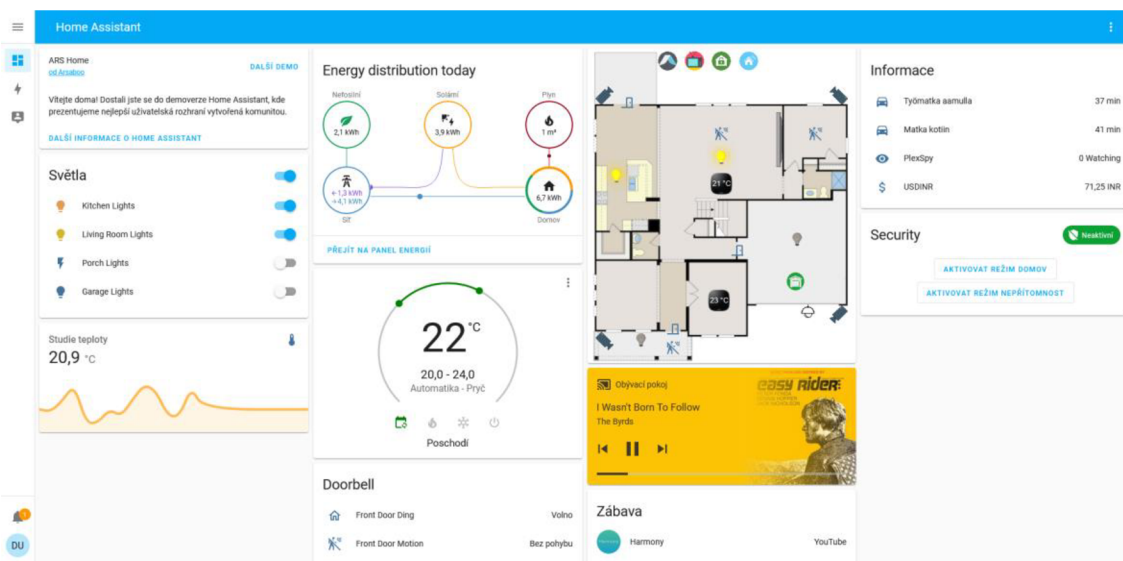 Home Assistant
ARS Home
od Arsaboo
DALŠÍ DEMO
Vítejte doma! Dostali jste se do demoverze Home Assistant, kde
prezentujeme nejlepší uživatelská rozhraní vytvořená komunitou.
DALŠÍ INFORMACE O HOME ASSISTANT
Světla
Kitchen Lights
Living Room Lights
Porch Lights
Garage Lights
Studie teploty
20,9 °C
Energy distribution today
Nefosilní
Solární
Plyn
2,1 kWh
3,9 kWh
1 m³
←1,3 kWh
→4,1 kWh
6,7 kWh
Síť
Domov
PŘEJÍT NA PANEL ENERGIÍ
22 °C
20,0 - 24,0
Automatika - Pryč
Poschodí
Doorbell
Front Door Ding
Volno
Front Door Motion
Bez pohybu
21 °C
23 °C
Obývací pokoj
easy rider
I Wasn't Born To Follow
The Byrds
Zábava
Harmony
YouTube
Informace
Työmatka aamulla
37 min
Matka kotiin
41 min
PlexSpy
0 Watching
USDINR
71,25 INR
Security
Neaktivní
AKTIVOVAT REŽIM DOMOV
AKTIVOVAT REŽIM NEPŘÍTOMNOST
DU